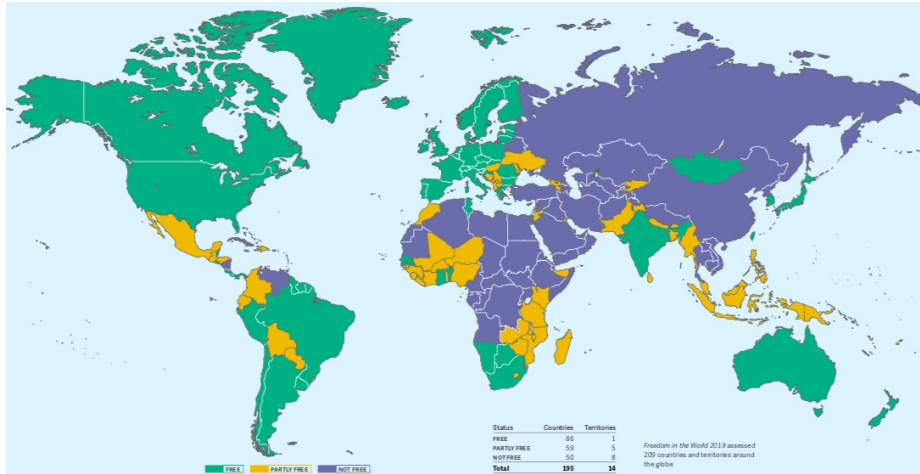 Status Countries Territories
FREE 86 1
PARTLY FREE 59 5
NOT FREE 50 8
Total 195 14
Freedom in the World 2019 assessed
209 countries and territories around
the globe.
FREE PARTLY FREE NOT FREE